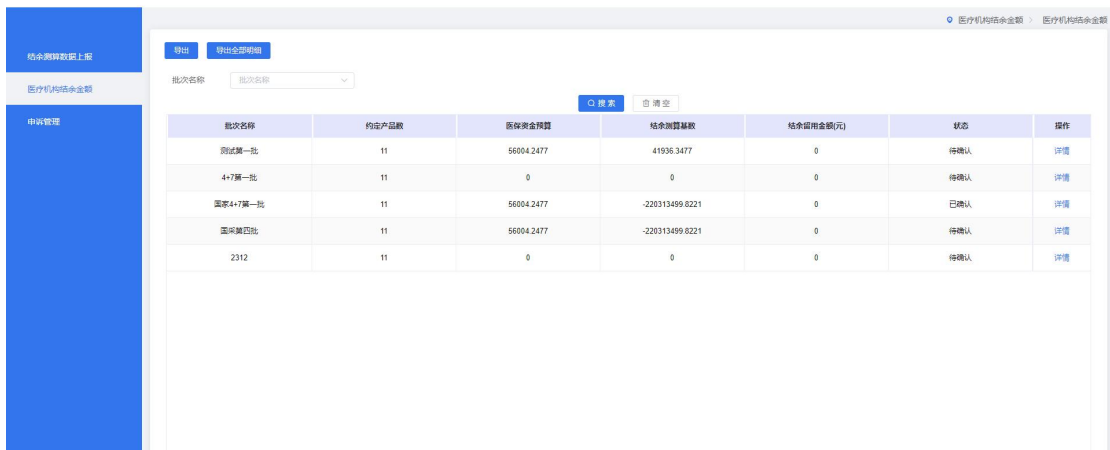 医疗机构结余金额 > 医疗机构结余金额
结余测算数据上报
医疗机构结余金额
申诉管理
导出 导出全部明细
批次名称 批次名称
搜索 清空
批次名称 约定产品数 医保资金预算 结余测算基数 结余留用金额(元) 状态 操作
测试第一批 11 56004.2477 41936.3477 0 待确认 详情
4+7第一批 11 0 0 0 待确认 详情
国家4+7第一批 11 56004.2477 -220313499.8221 0 已确认 详情
国采第四批 11 56004.2477 -220313499.8221 0 待确认 详情
2312 11 0 0 0 待确认 详情